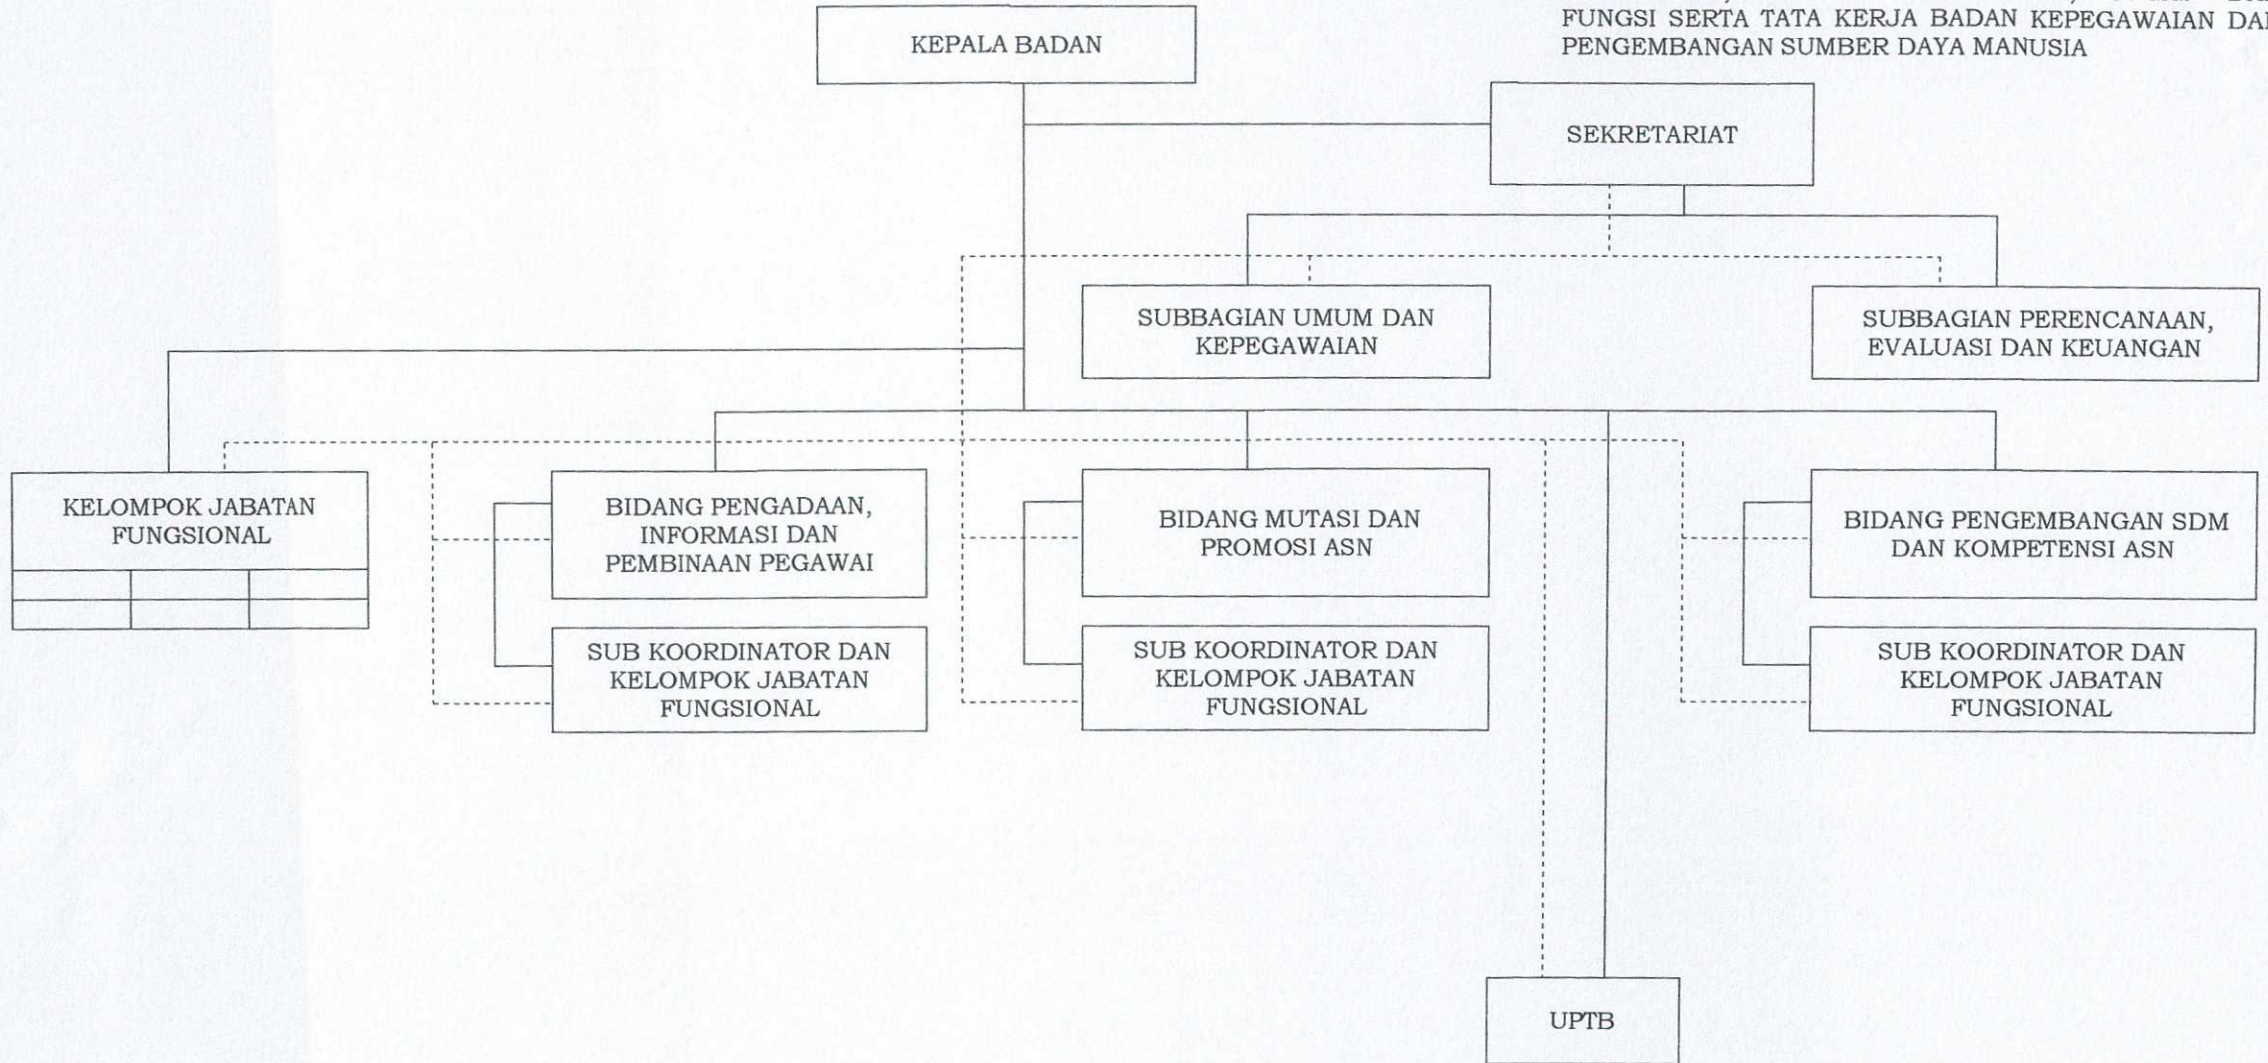 KEPALA BADAN
FUNGSI SERTA TATA KERJA BADAN KEPEGAWAIAN DAN
PENGEMBANGAN SUMBER DAYA MANUSIA
SEKRETARIAT
SUBBAGIAN UMUM DAN
KEPEGAWAIAN
SUBBAGIAN PERENCANAAN,
EVALUASI DAN KEUANGAN
KELOMPOK JABATAN
FUNGSIONAL
BIDANG PENGADAAN,
INFORMASI DAN
PEMBINAAN PEGAWAI
BIDANG MUTASI DAN
PROMOSI ASN
BIDANG PENGEMBANGAN SDM
DAN KOMPETENSI ASN
SUB KOORDINATOR DAN
KELOMPOK JABATAN
FUNGSIONAL
SUB KOORDINATOR DAN
KELOMPOK JABATAN
FUNGSIONAL
SUB KOORDINATOR DAN
KELOMPOK JABATAN
FUNGSIONAL
UPTB